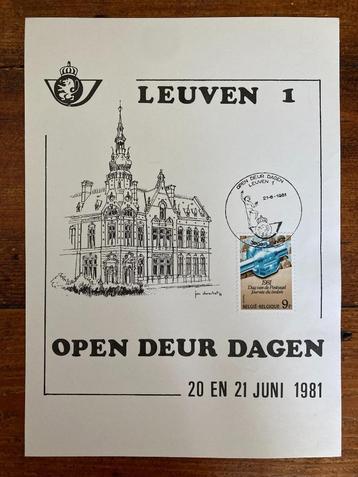 LEUVEN 1
OPEN DEUR DAGEN
LEUVEN 1
21-6-1981
1981
Dag van de Postzegel
Journée du timbre
BELGIË-BELGIQUE 9F
OPEN DEUR DAGEN
20 EN 21 JUNI 1981